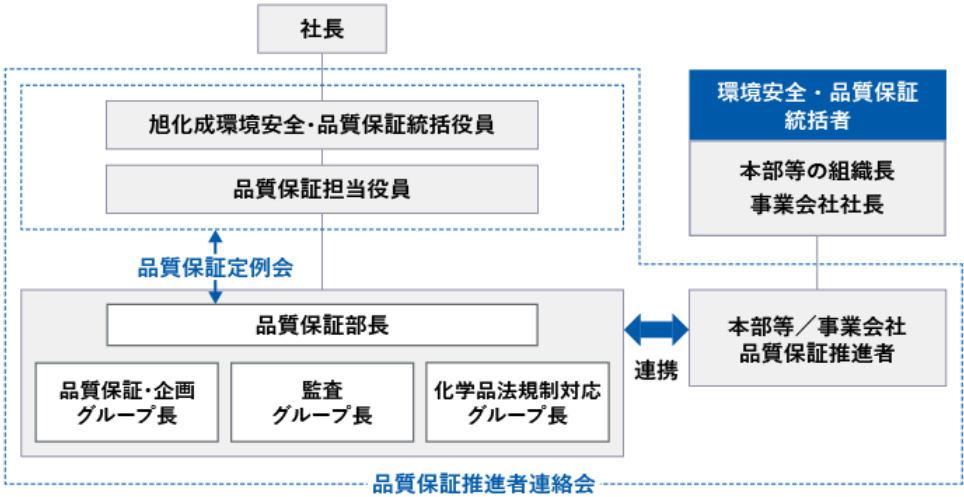 社長
旭化成環境安全・品質保証統括役員
品質保証担当役員
品質保証定例会
品質保証部長
品質保証・企画
グループ長
監査
グループ長
化学品法規制対応
グループ長
連携
環境安全・品質保証
統括者
本部等の組織長
事業会社社長
本部等／事業会社
品質保証推進者
品質保証推進者連絡会